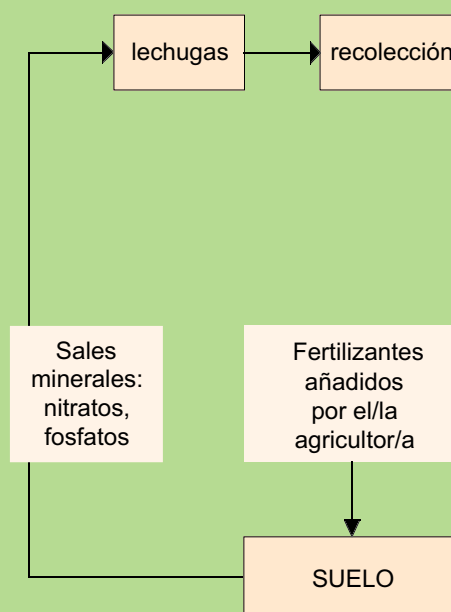 lechugas
recolección
Sales
minerales:
nitratos,
fosfatos
Fertilizantes
añadidos
por el/la
agricultor/a
SUELO